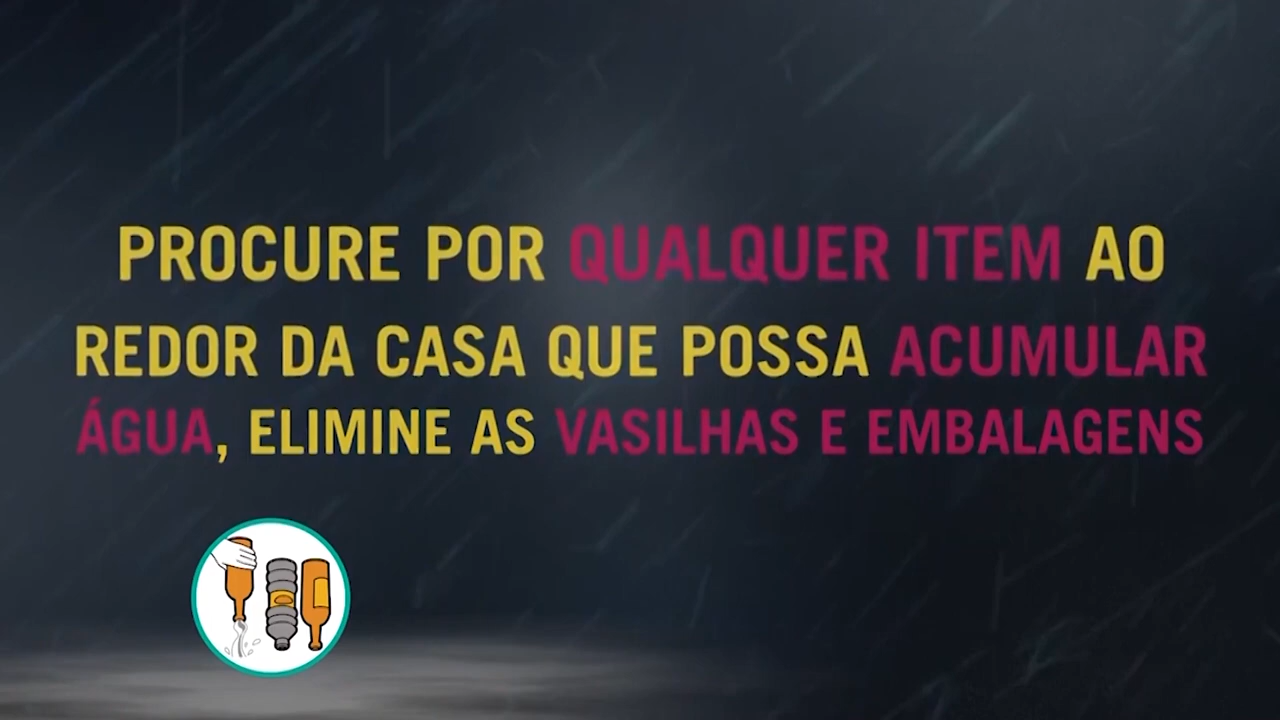 PROCURE POR QUALQUER ITEM AO
REDOR DA CASA QUE POSSA ACUMULAR
ÁGUA, ELIMINE AS VASILHAS E EMBALAGENS